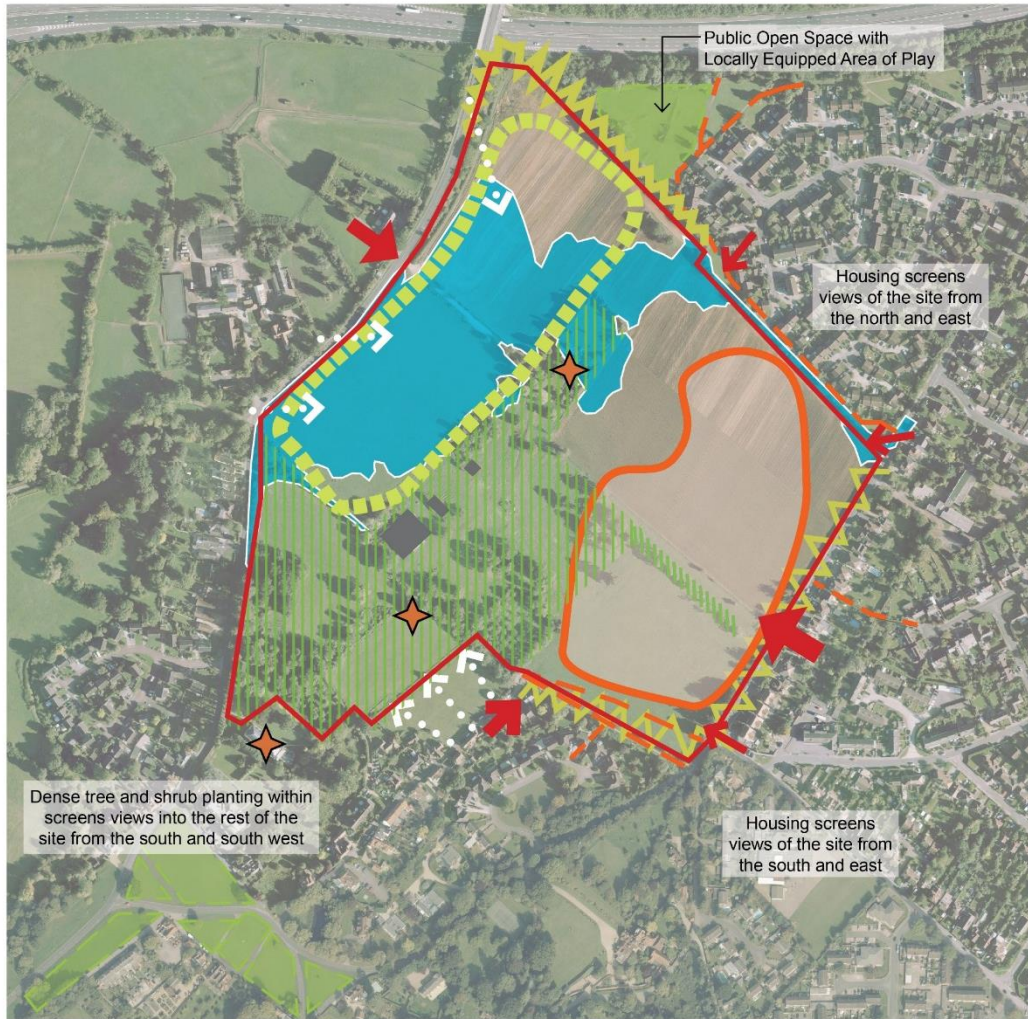 Public Open Space with
Locally Equipped Area of Play
Housing screens
views of the site from
the north and east
Dense tree and shrub planting within
screens views into the rest of the
site from the south and south west
Housing screens
views of the site from
the south and east